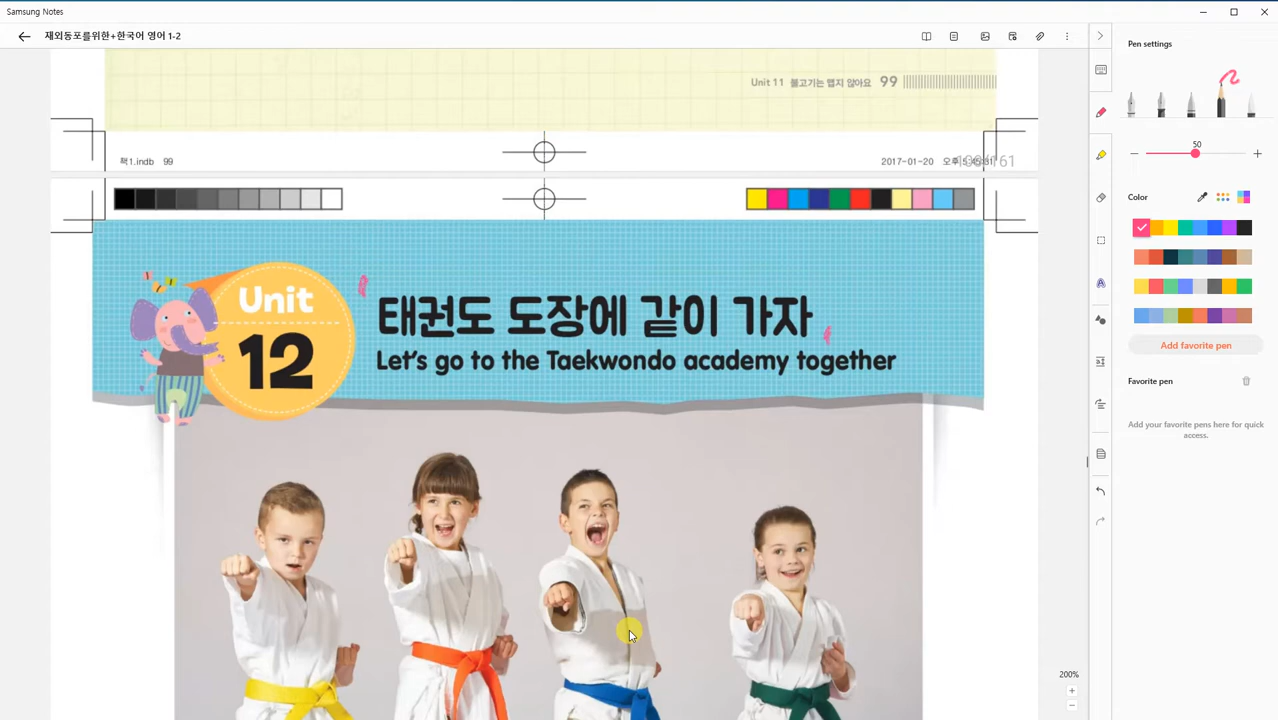 Samsung Notes
재외동포를위한+한국어 영어 1-2
Unit 11 불고기는 맵지 않아요 99
책1.indb 99
2017-01-20
Unit
12
태권도 도장에 같이 가자
Let's go to the Taekwondo academy together
200%
Pen settings
50
Color
Add favorite pen
Favorite pen
Add your favorite pens here for quick
access.